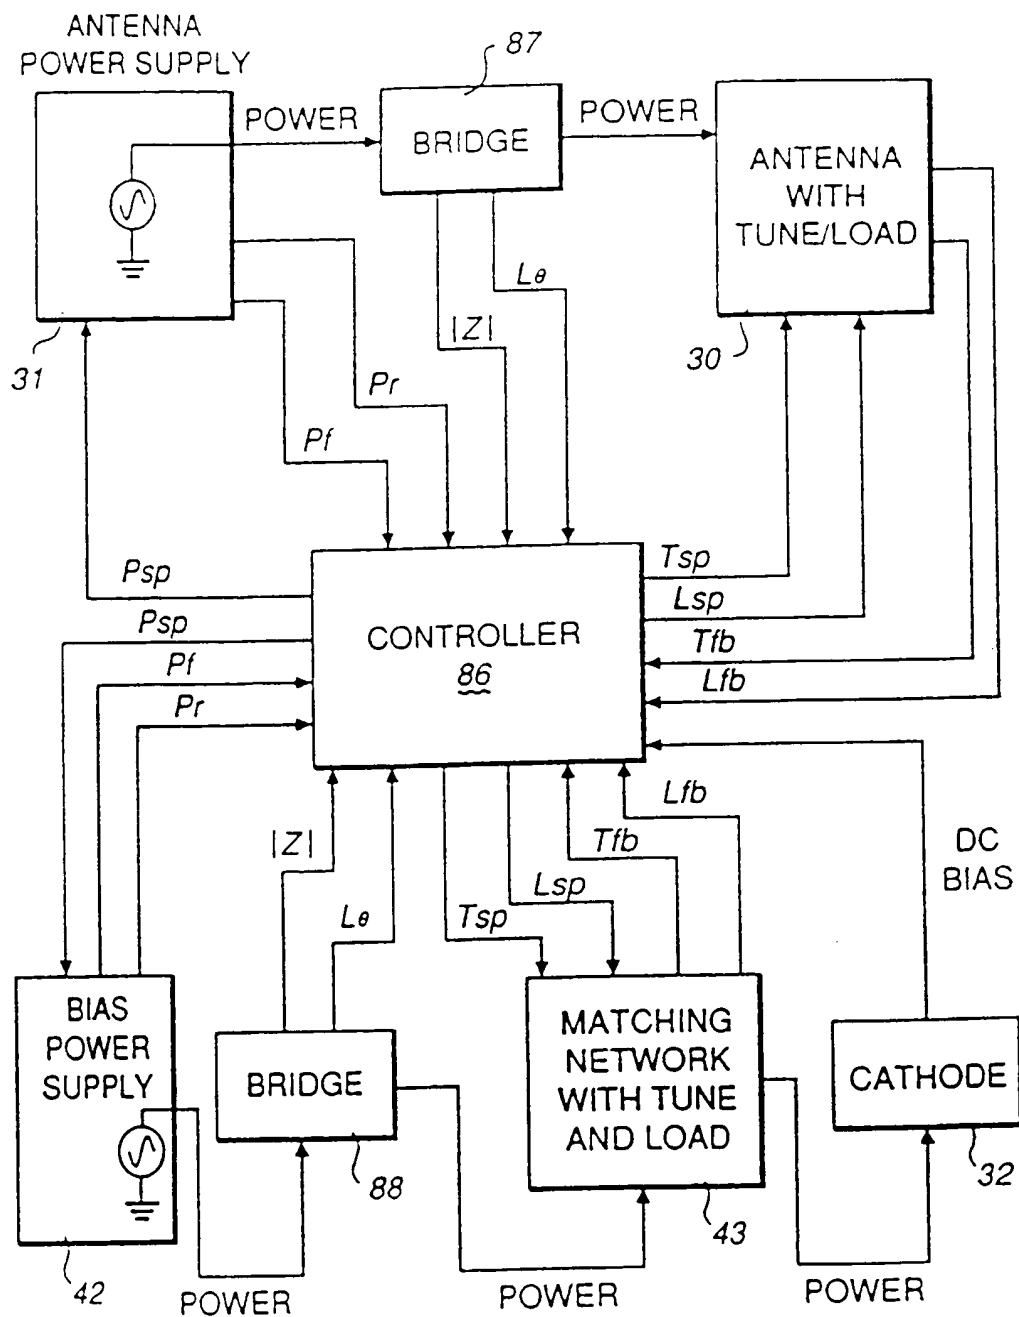 ANTENNA
POWER SUPPLY
87
POWER
BRIDGE
POWER
ANTENNA
WITH
TUNE/LOAD
Lθ
|Z|
31
30
Pr
Pf
Psp
Tsp
Psp
Lsp
CONTROLLER
86
Pf
Tfb
Pr
Lfb
|Z|
Lfb
Tfb
DC
BIAS
Lθ
Tsp
Lsp
BIAS
POWER
SUPPLY
BRIDGE
MATCHING
NETWORK
WITH TUNE
AND LOAD
CATHODE
88
43
32
42
POWER
POWER
POWER